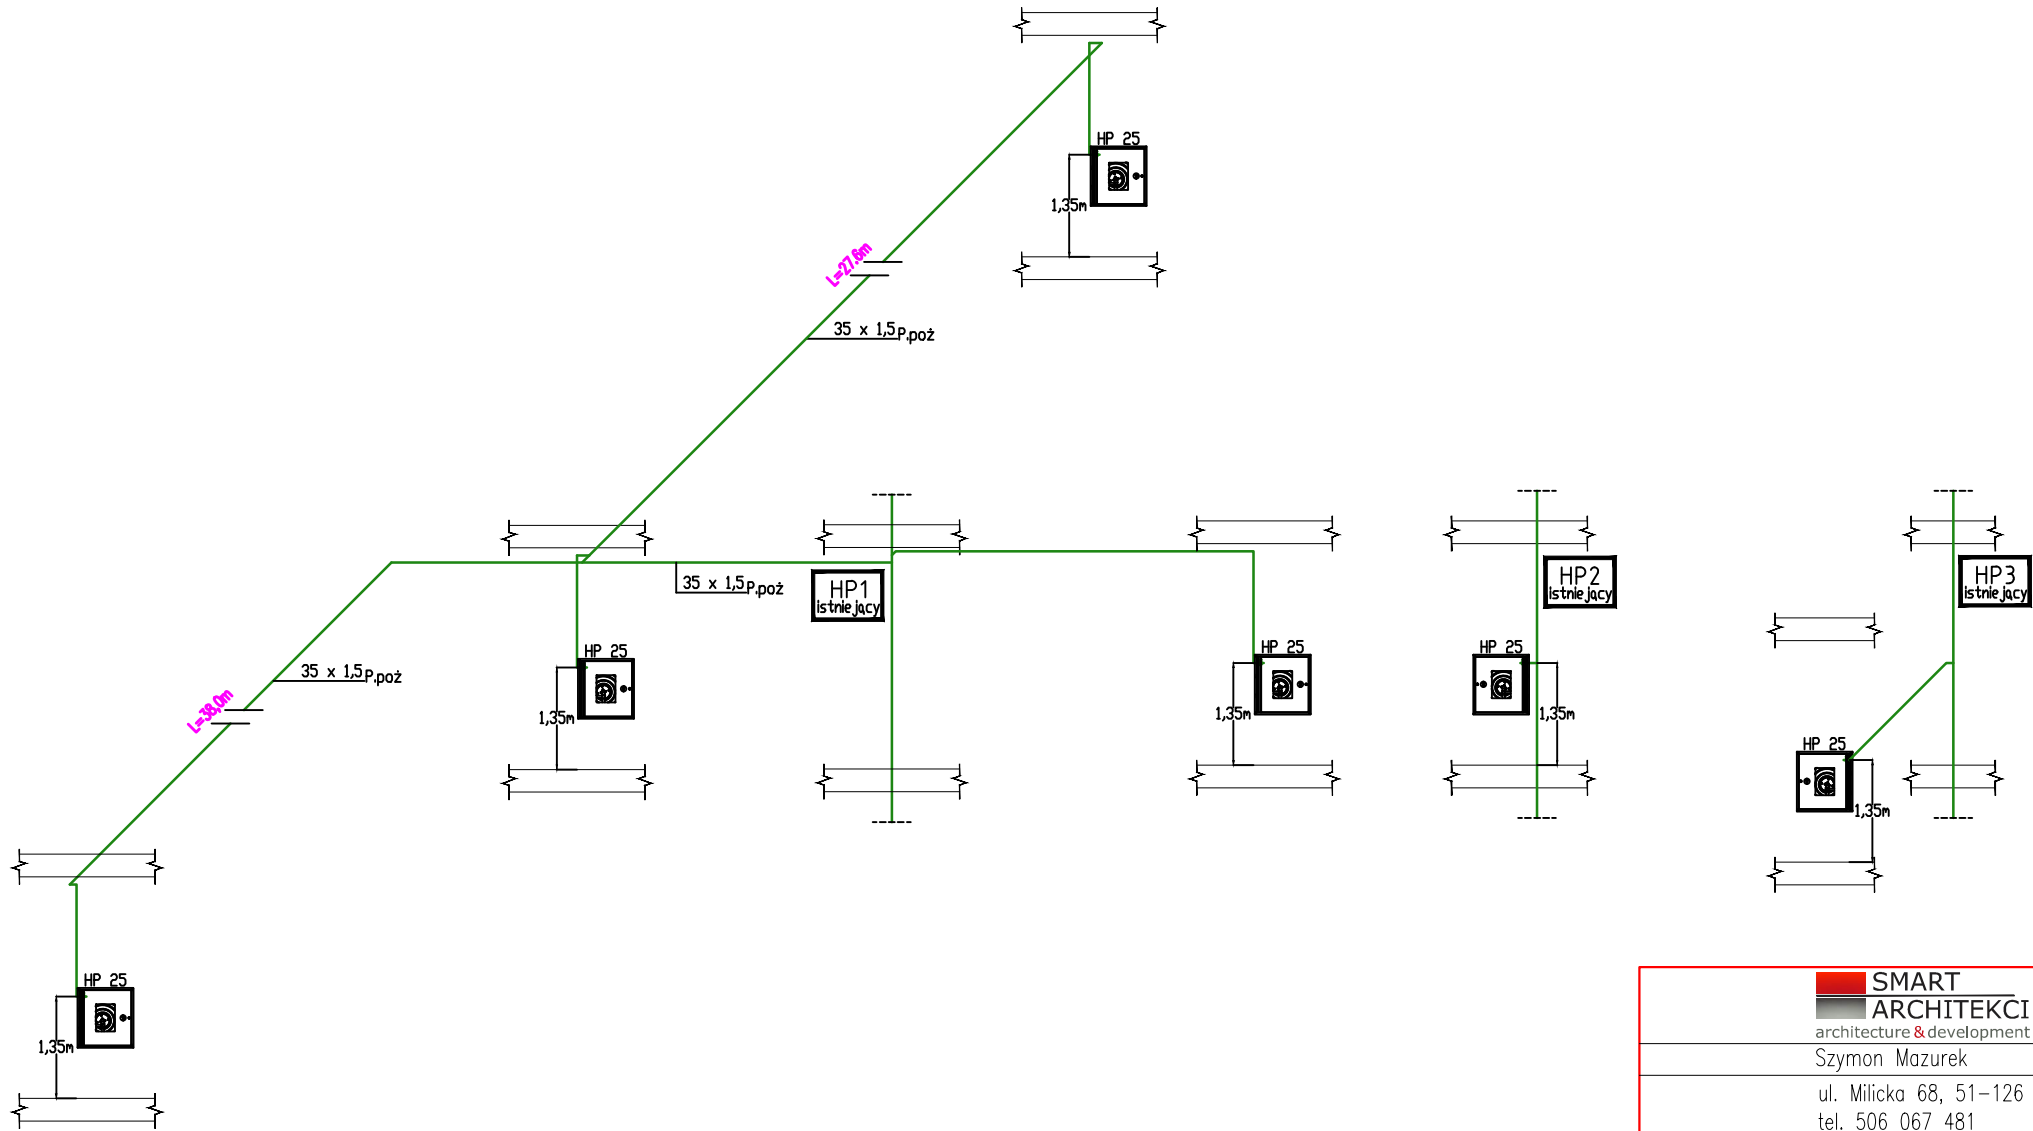 HP 25
1,35m
L=27.6m
35 x 1,5 P.poż
35 x 1,5 P.poż
HP1
istniejący
HP2
istniejący
HP3
istniejący
HP 25
1,35m
HP 25
1,35m
HP 25
1,35m
35 x 1,5 P.poż
L=38,0m
HP 25
1,35m
HP 25
1,35m
SMART
ARCHITEKCI
architecture & development
Szymon Mazurek
ul. Milicka 68, 51-126
tel. 506 067 481